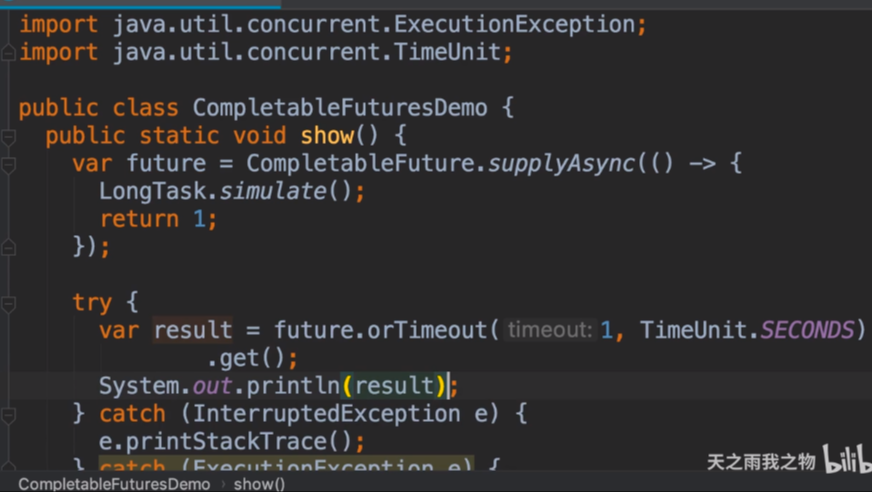 import java.util.concurrent.ExecutionException;
import java.util.concurrent.TimeUnit;
public class CompletableFuturesDemo {
public static void show() {
var future = CompletableFuture.supplyAsync(() -> {
LongTask.simulate();
return 1;
});
try {
var result = future.orTimeout( timeout: 1, TimeUnit.SECONDS)
.get();
System.out.println(result);
} catch (InterruptedException e) {
e.printStackTrace();
} catch (ExecutionException e) {
天之雨我之物 bilib
CompletableFuturesDemo › show()